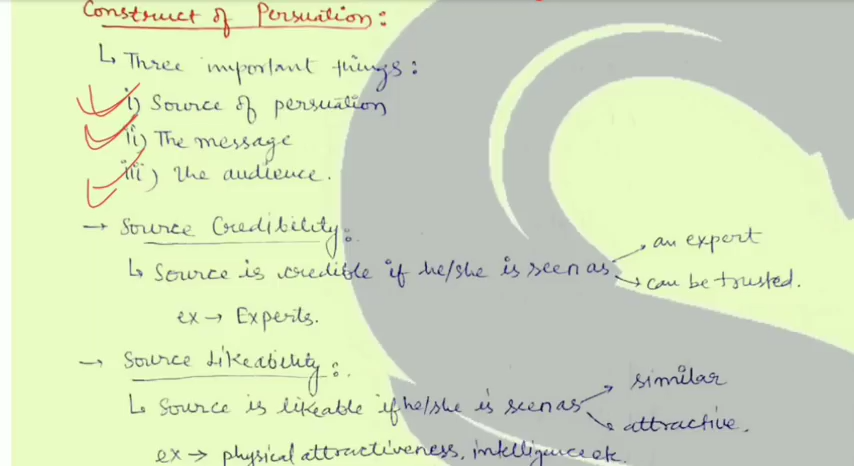 Construct of Persuation:
↳ Three important things:
i) Source of persuation
ii) The message
iii) The audience.
→ Source Credibility:
↳ Source is credible if he/she is seen as → an expert
→ can be trusted.
ex → Experts.
→ Source Likeability:
↳ Source is likeable if he/she is seen as → similar
→ attractive.
ex → physical attractiveness, intelligence etc.